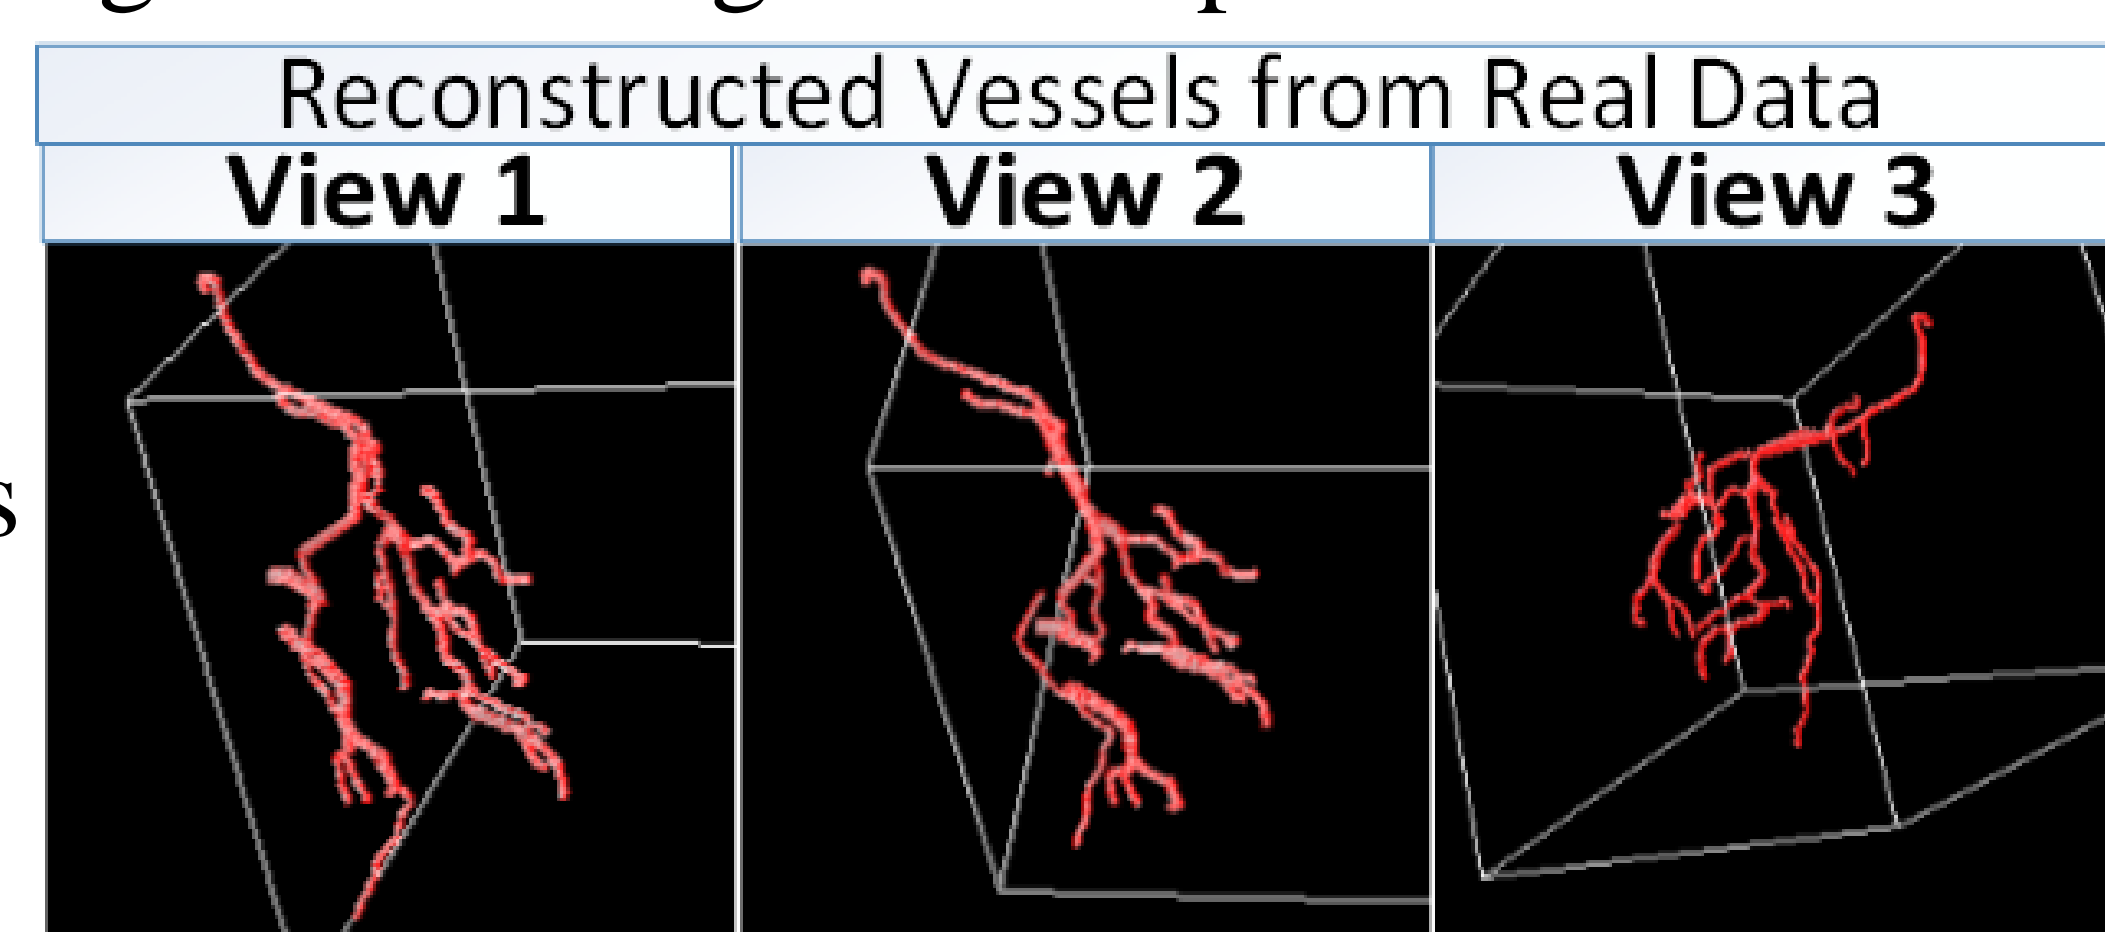 Reconstructed Vessels from Real Data
View 1
View 2
View 3
s